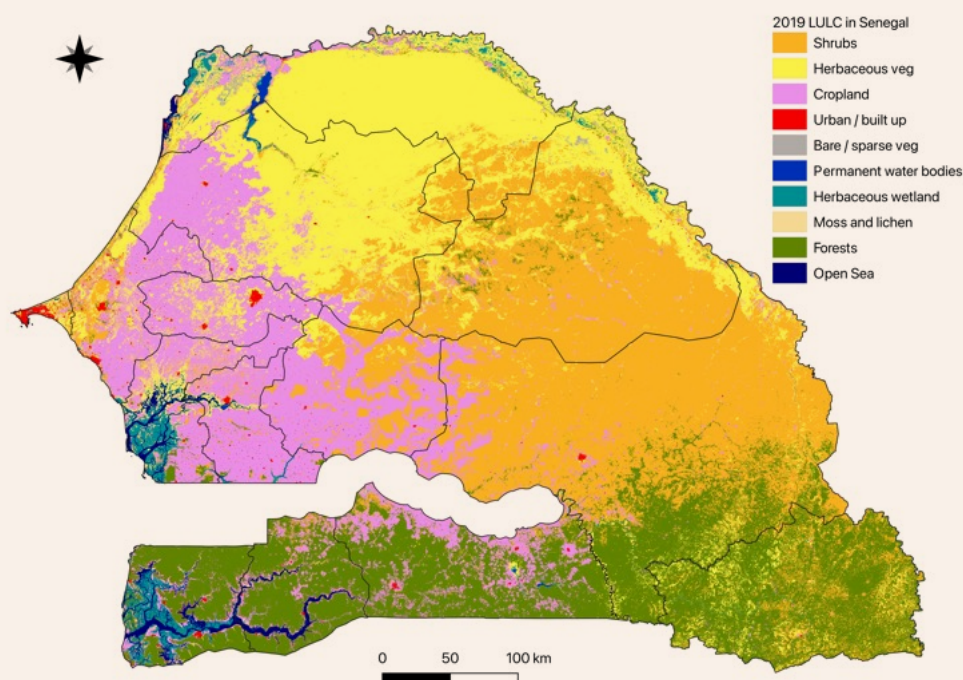 2019 LULC in Senegal
Shrubs
Herbaceous veg
Cropland
Urban / built up
Bare / sparse veg
Permanent water bodies
Herbaceous wetland
Moss and lichen
Forests
Open Sea
0 50 100 km